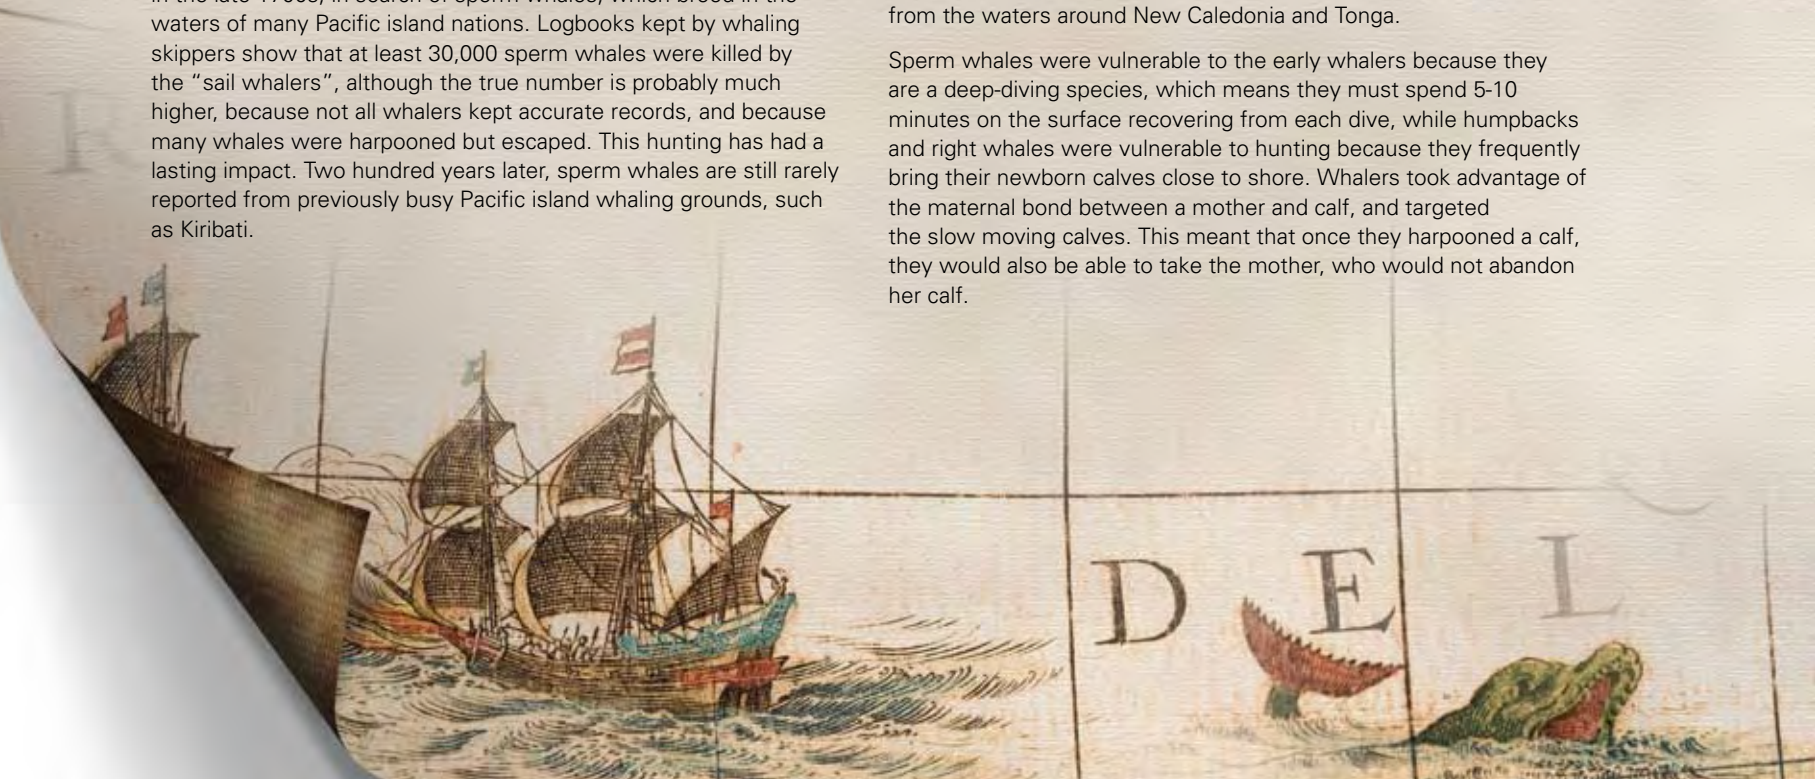 waters of many Pacific island nations. Logbooks kept by whaling
skippers show that at least 30,000 sperm whales were killed by
the “sail whalers”, although the true number is probably much
higher, because not all whalers kept accurate records, and because
many whales were harpooned but escaped. This hunting has had a
lasting impact. Two hundred years later, sperm whales are still rarely
reported from previously busy Pacific island whaling grounds, such
as Kiribati.
from the waters around New Caledonia and Tonga.
Sperm whales were vulnerable to the early whalers because they
are a deep-diving species, which means they must spend 5-10
minutes on the surface recovering from each dive, while humpbacks
and right whales were vulnerable to hunting because they frequently
bring their newborn calves close to shore. Whalers took advantage of
the maternal bond between a mother and calf, and targeted
the slow moving calves. This meant that once they harpooned a calf,
they would also be able to take the mother, who would not abandon
her calf.
R
D E L